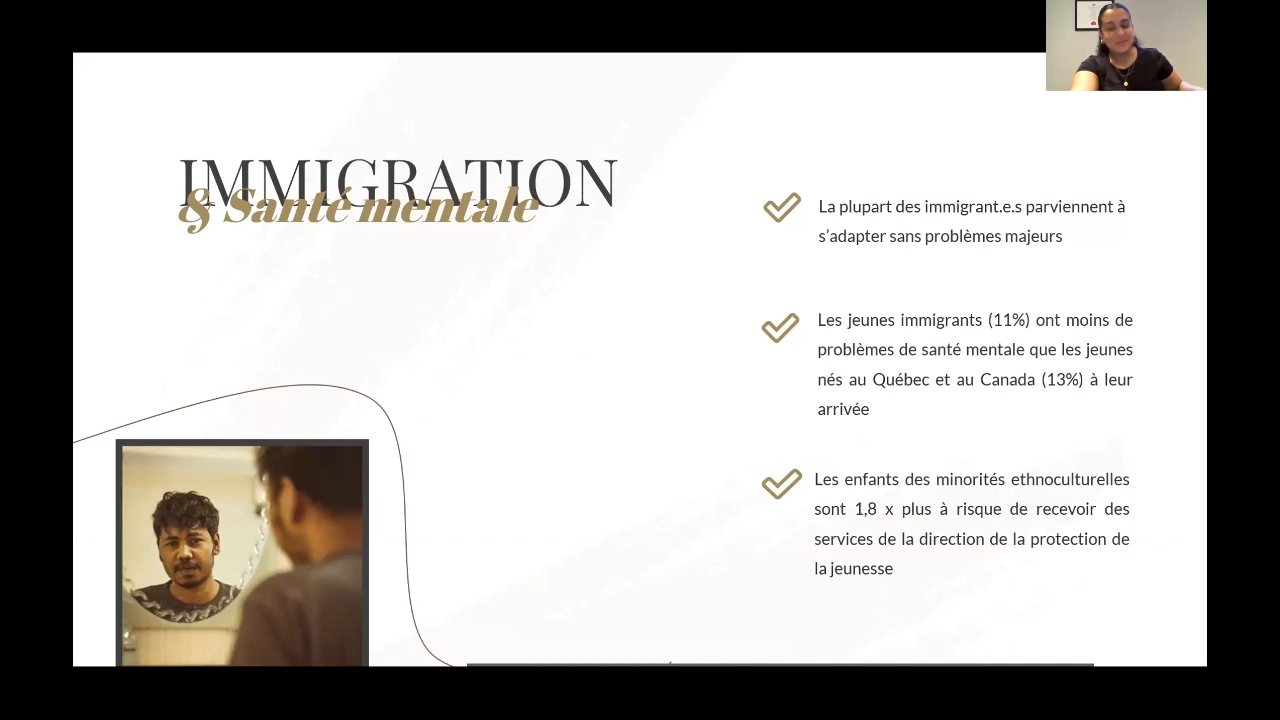 IMMIGRATION
& Santé mentale
La plupart des immigrant.e.s parviennent à
s’adapter sans problèmes majeurs
Les jeunes immigrants (11%) ont moins de
problèmes de santé mentale que les jeunes
nés au Québec et au Canada (13%) à leur
arrivée
Les enfants des minorités ethnoculturelles
sont 1,8 x plus à risque de recevoir des
services de la direction de la protection de
la jeunesse